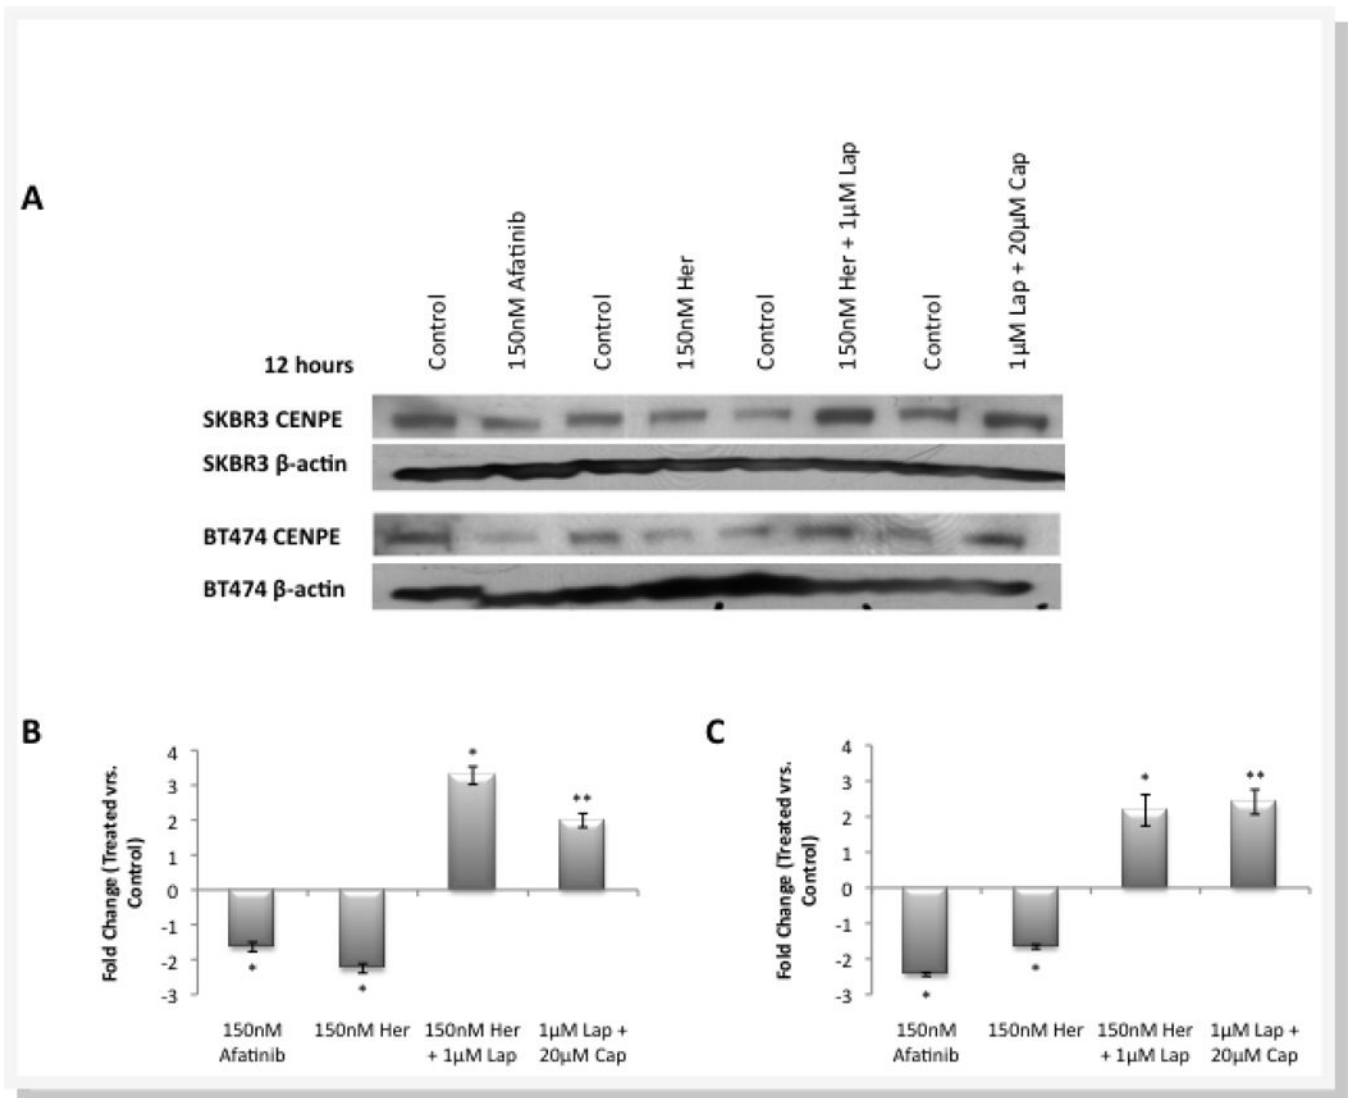 A
Control
150nM Afatinib
Control
150nM Her
Control
150nM Her + 1μM Lap
Control
1μM Lap + 20μM Cap
12 hours
SKBR3 CENPE
SKBR3 β-actin
BT474 CENPE
BT474 β-actin
B
Fold Change (Treated vrs.
Control)
4
*
3
**
2
1
0
-1
*
-2
*
-3
150nM
Afatinib
150nM Her
150nM Her
+ 1μM Lap
1μM Lap +
20μM Cap
C
Fold Change (Treated vrs.
Control)
4
*
**
3
2
1
0
-1
-2
*
-3
*
150nM
Afatinib
150nM Her
150nM Her
+ 1μM Lap
1μM Lap +
20μM Cap